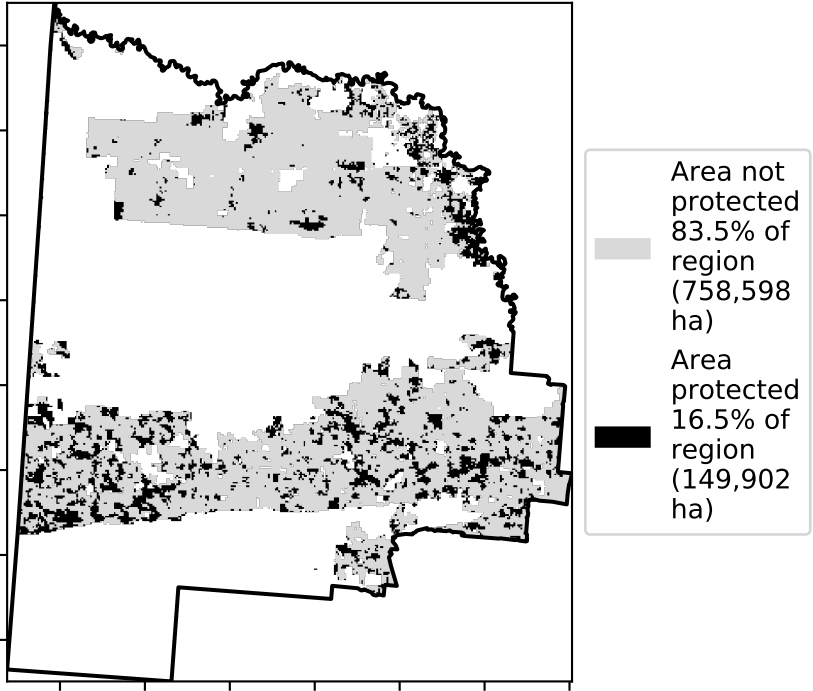 Area not
protected
83.5% of
region
(758,598
ha)
Area
protected
16.5% of
region
(149,902
ha)